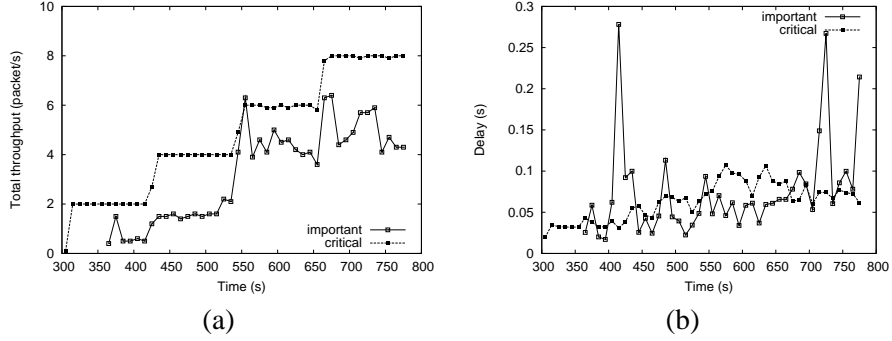 10
8
6
4
2
0
Total throughput (packet/s)
important
critical
300 350 400 450 500 550 600 650 700 750 800
Time (s)
(a)
0.3
0.25
0.2
0.15
0.1
0.05
0
Delay (s)
important
critical
300 350 400 450 500 550 600 650 700 750 800
Time (s)
(b)